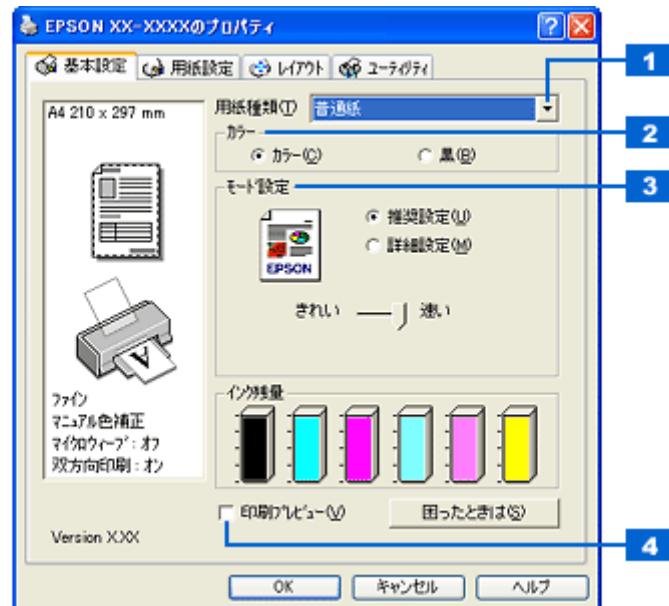 EPSON XX-XXXXのプロパティ
基本設定 用紙設定 レイアウト ユーティリティ
1
A4 210 x 297 mm
用紙種類(T) 普通紙
カラー
2
カラー(C) 黒(B)
モード設定
3
推奨設定(U)
詳細設定(M)
EPSON
きれい 速い
A
ファイン
マニュアル色補正
マイクロウィーブ：オフ
双方向印刷：オン
インク残量
印刷プレビュー(V) 困ったときは(S)
Version X.XX
4
OK キャンセル ヘルプ